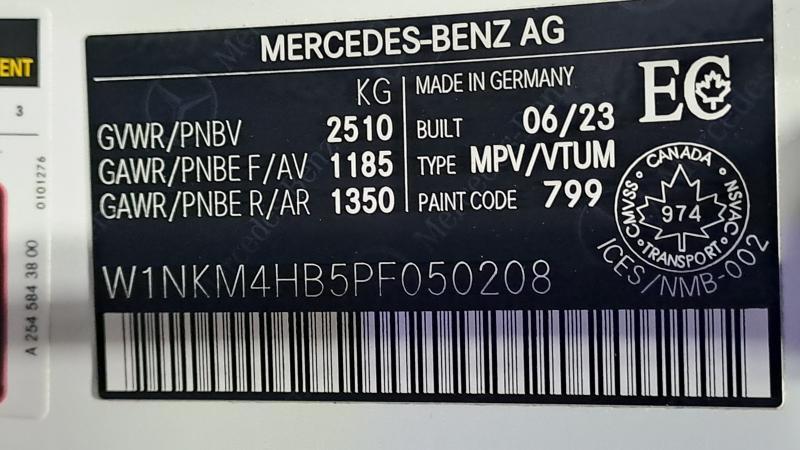 MERCEDES-BENZ AG
KG
GVWR/PNBV 2510
GAWR/PNBE F/AV 1185
GAWR/PNBE R/AR 1350
MADE IN GERMANY
BUILT 06/23
TYPE MPV/VTUM
PAINT CODE 799
EC
CANADA
CMVSS 974 NSVAC
TRANSPORT
ICES/NMB-002
W1NKM4HB5PF050208
ENT
3
0101276
A 254 584 38 00